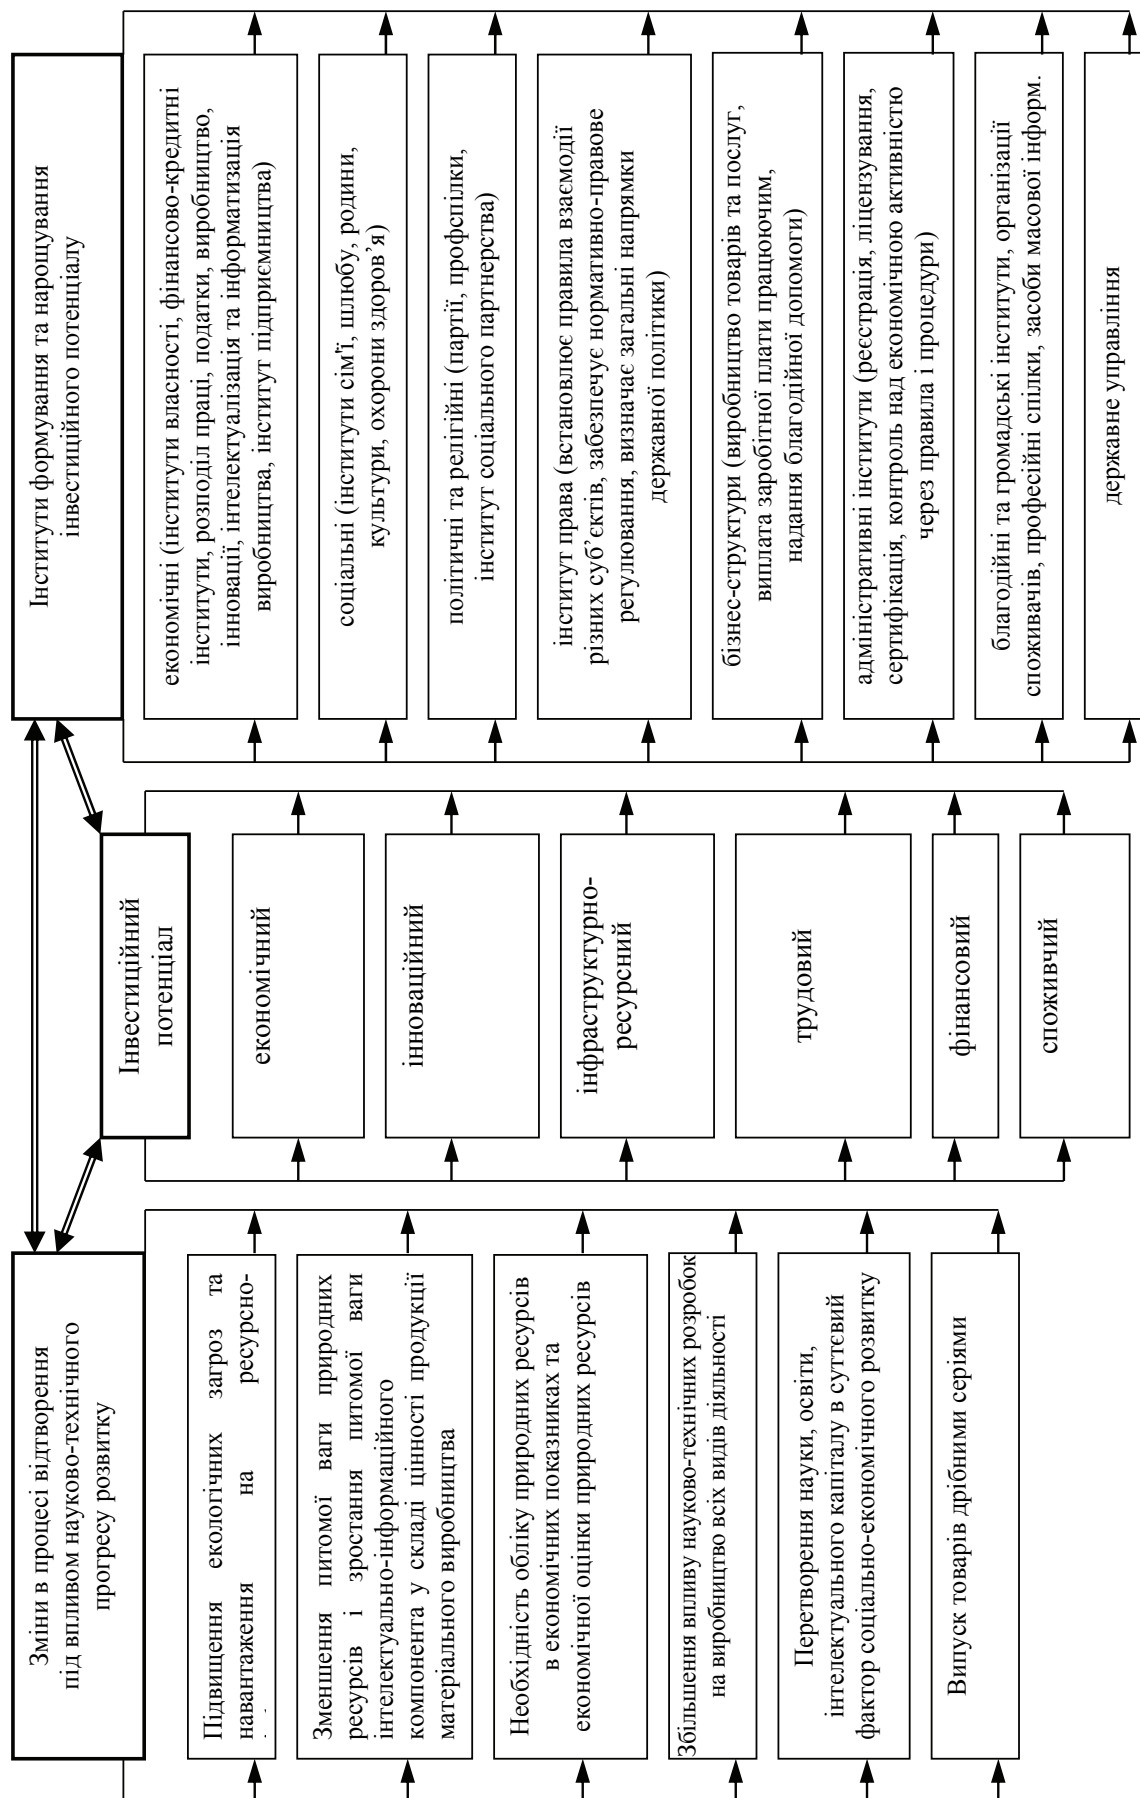 Зміни в процесі відтворення
під впливом науково-технічного
прогресу розвитку
Підвищення екологічних загроз та
навантаження на ресурсно-
Зменшення питомої ваги природних
ресурсів і зростання питомої ваги
інтелектуально-інформаційного
компонента у складі цінності продукції
матеріального виробництва
Необхідність обліку природних ресурсів
в економічних показниках та
економічної оцінки природних ресурсів
Збільшення впливу науково-технічних розробок
на виробництво всіх видів діяльності
Перетворення науки, освіти,
інтелектуального капіталу в суттєвий
фактор соціально-економічного розвитку
Випуск товарів дрібними серіями
Інвестиційний
потенціал
економічний
інноваційний
інфраструктурно-
ресурсний
трудовий
фінансовий
споживчий
Інститути формування та нарощування
інвестиційного потенціалу
економічні (інститути власності, фінансово-кредитні
інститути, розподіл праці, податки, виробництво,
інновації, інтелектуалізація та інформатизація
виробництва, інститут підприємництва)
соціальні (інститути сім'ї, шлюбу, родини,
культури, охорони здоров’я)
політичні та релігійні (партії, профспілки,
інститут соціального партнерства)
інститут права (встановлює правила взаємодії
різних суб’єктів, забезпечує нормативно-правове
регулювання, визначає загальні напрямки
державної політики)
бізнес-структури (виробництво товарів та послуг,
виплата заробітної плати працюючим,
надання благодійної допомоги)
адміністративні інститути (реєстрація, ліцензування,
сертифікація, контроль над економічною активністю
через правила і процедури)
благодійні та громадські інститути, організації
споживачів, професійні спілки, засоби масової інформ.
державне управління